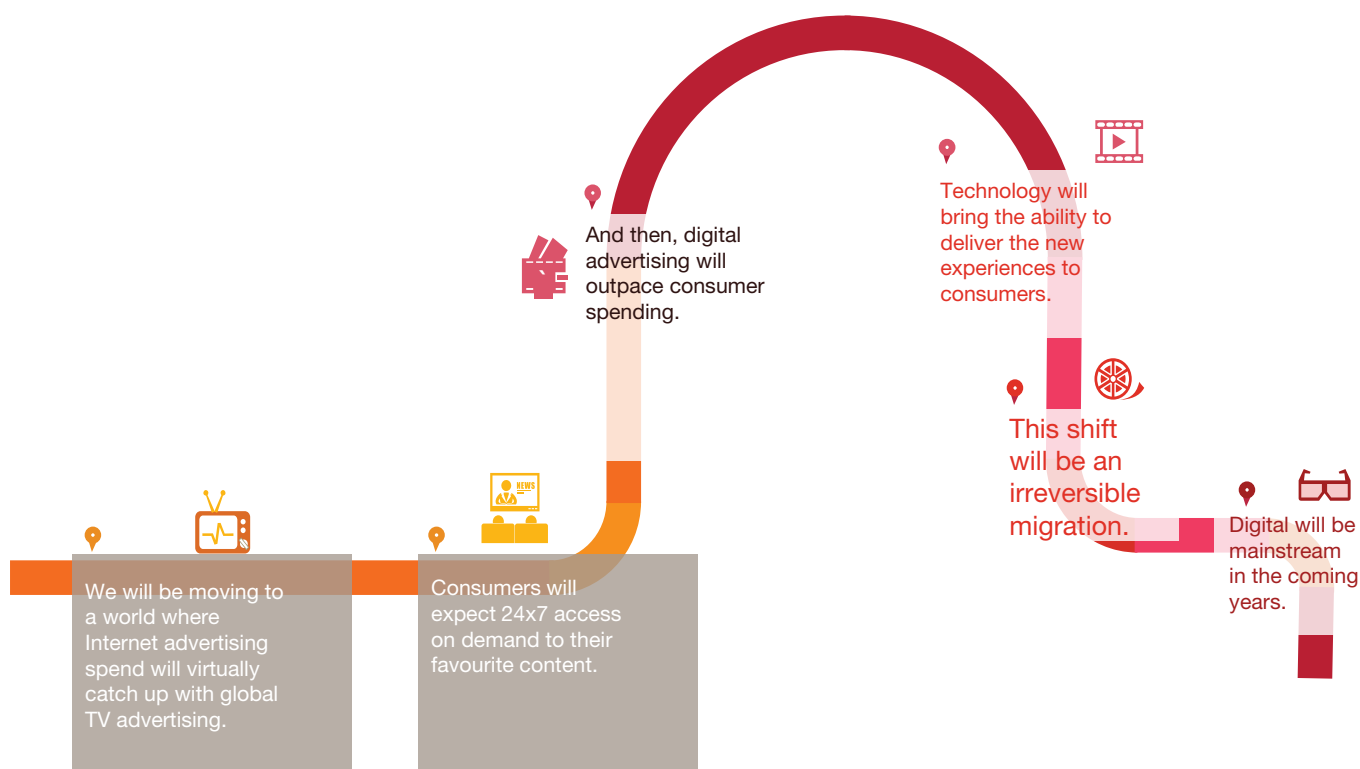 We will be moving to
a world where
Internet advertising
spend will virtually
catch up with global
TV advertising.
NEWS
Consumers will
expect 24x7 access
on demand to their
favourite content.
And then, digital
advertising will
outpace consumer
spending.
Technology will
bring the ability to
deliver the new
experiences to
consumers.
This shift
will be an
irreversible
migration.
Digital will be
mainstream
in the coming
years.